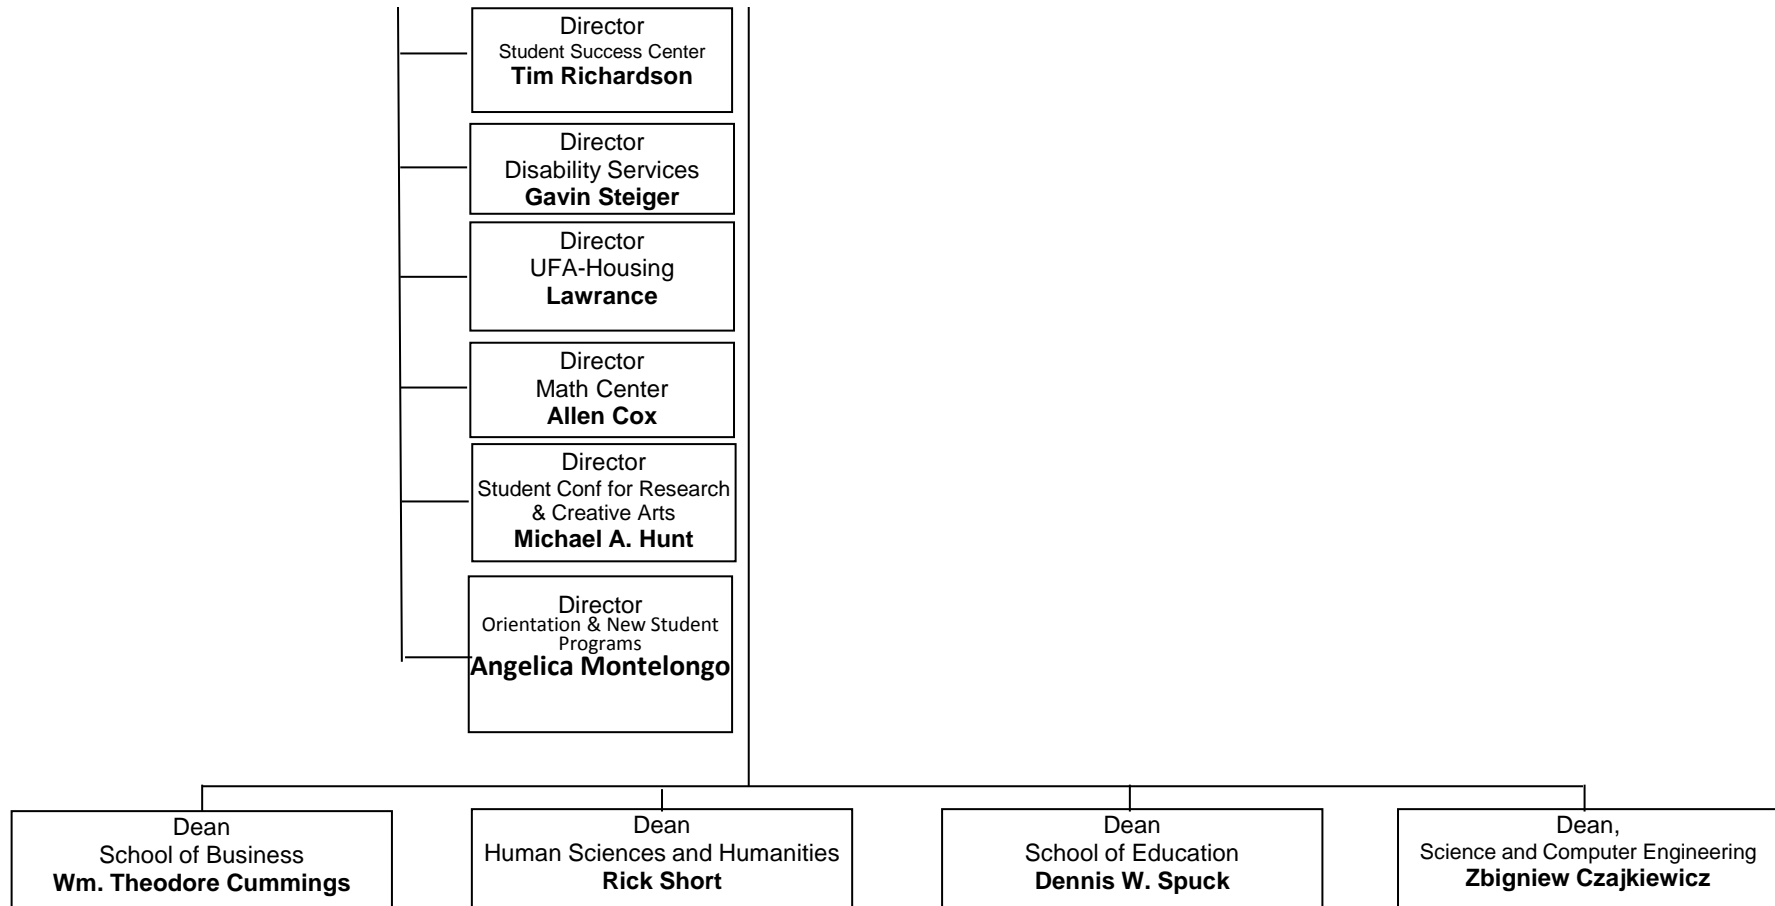 Director
Student Success Center
Tim Richardson
Director
Disability Services
Gavin Steiger
Director
UFA-Housing
Lawrance
Director
Math Center
Allen Cox
Director
Student Conf for Research
& Creative Arts
Michael A. Hunt
Director
Orientation & New Student
Programs
Angelica Montelongo
Dean
School of Business
Wm. Theodore Cummings
Dean
Human Sciences and Humanities
Rick Short
Dean
School of Education
Dennis W. Spuck
Dean,
Science and Computer Engineering
Zbigniew Czajkiewicz